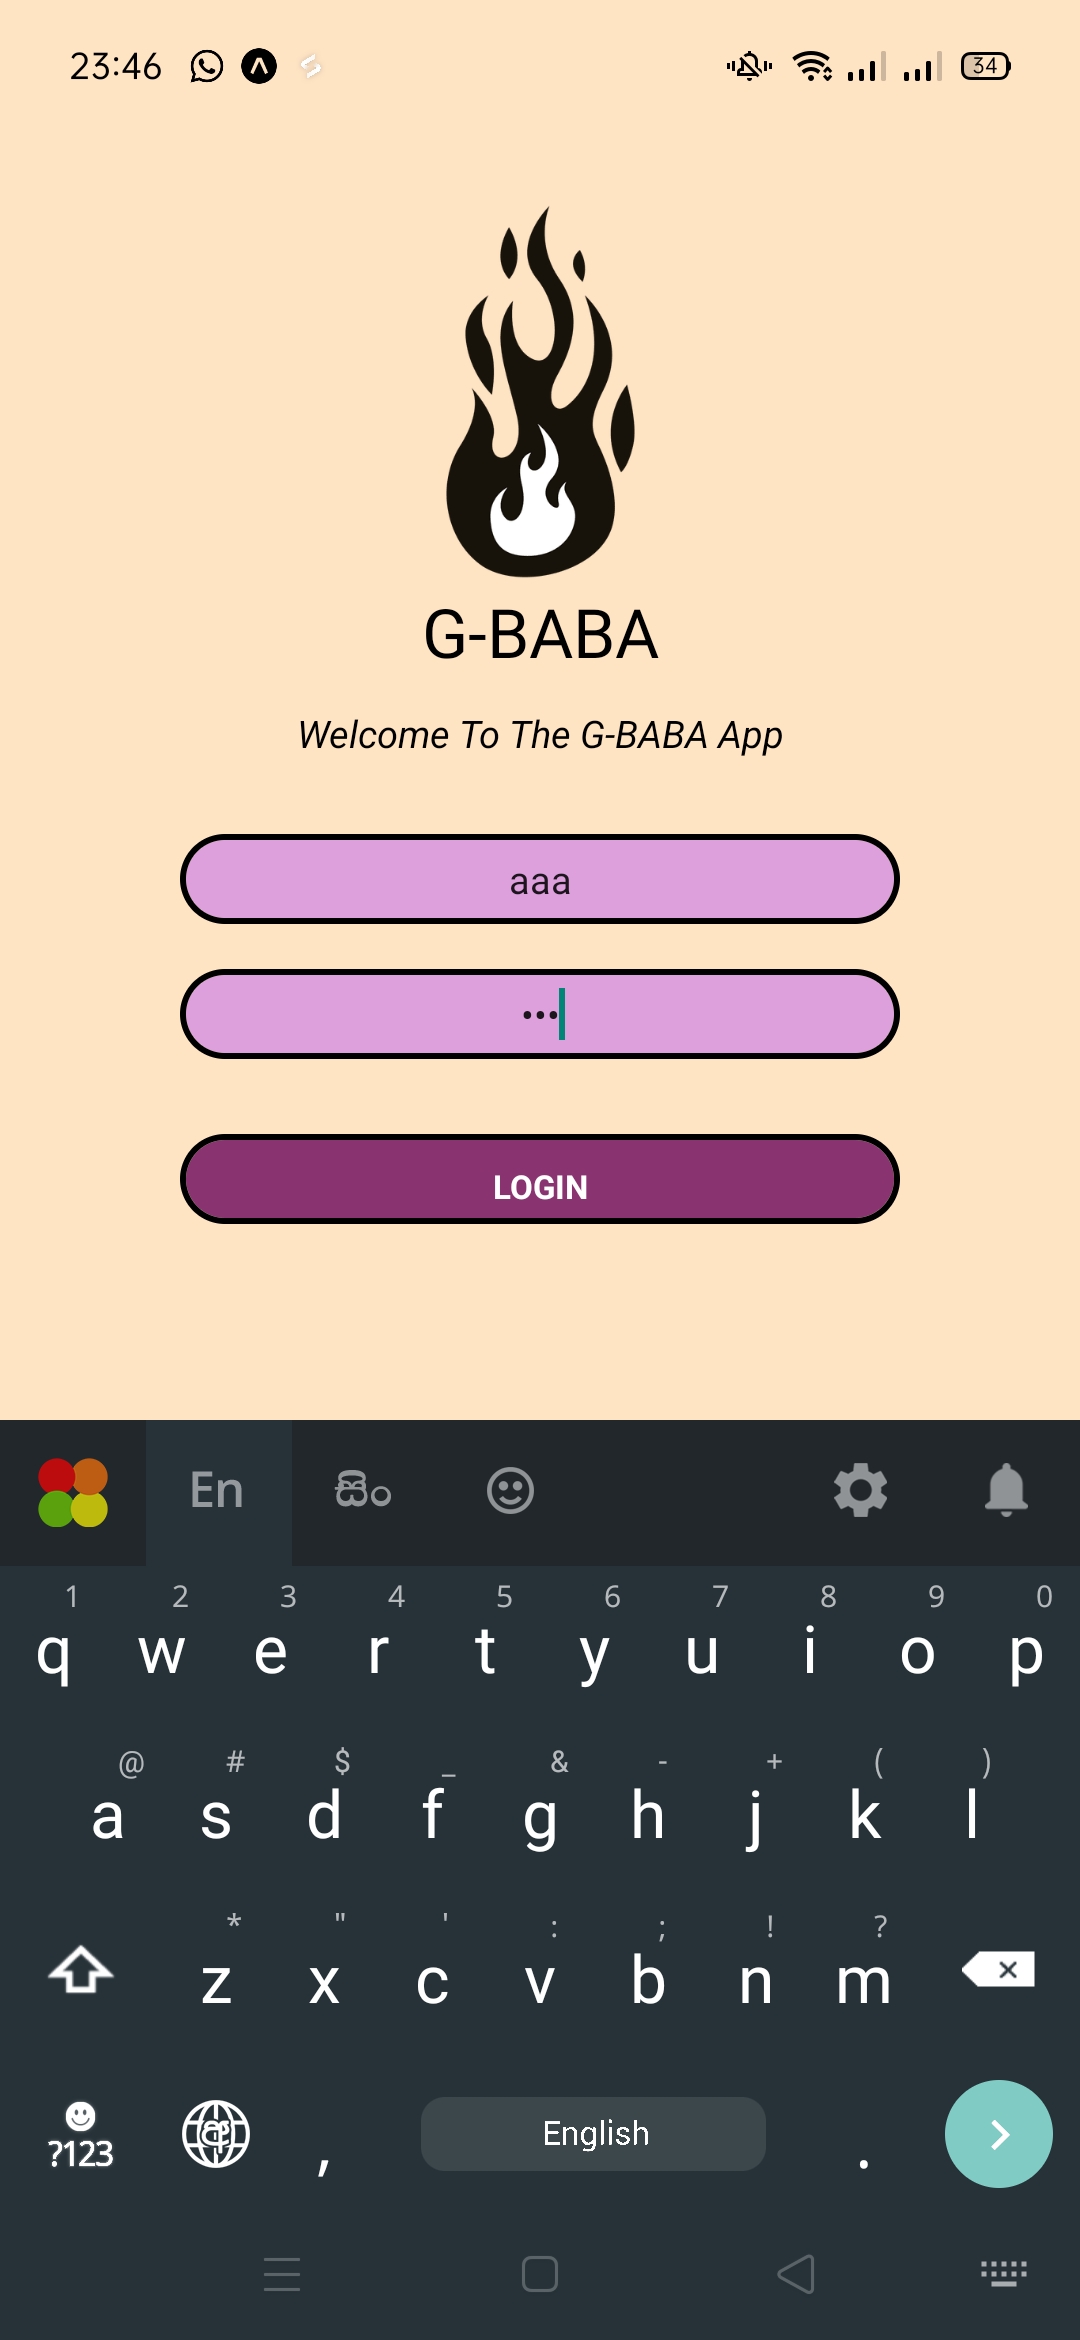 23:46
34
G-BABA
Welcome To The G-BABA App
aaa
•••
LOGIN
En සිං
1 2 3 4 5 6 7 8 9 0
q w e r t y u i o p
@ # $ _ & - + ( )
a s d f g h j k l
* " ' : ; ! ?
z x c v b n m
?123 , English .